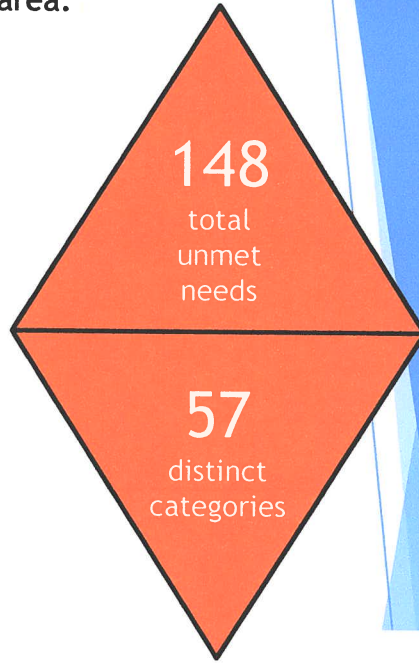 area.
148
total
unmet
needs
57
distinct
categories